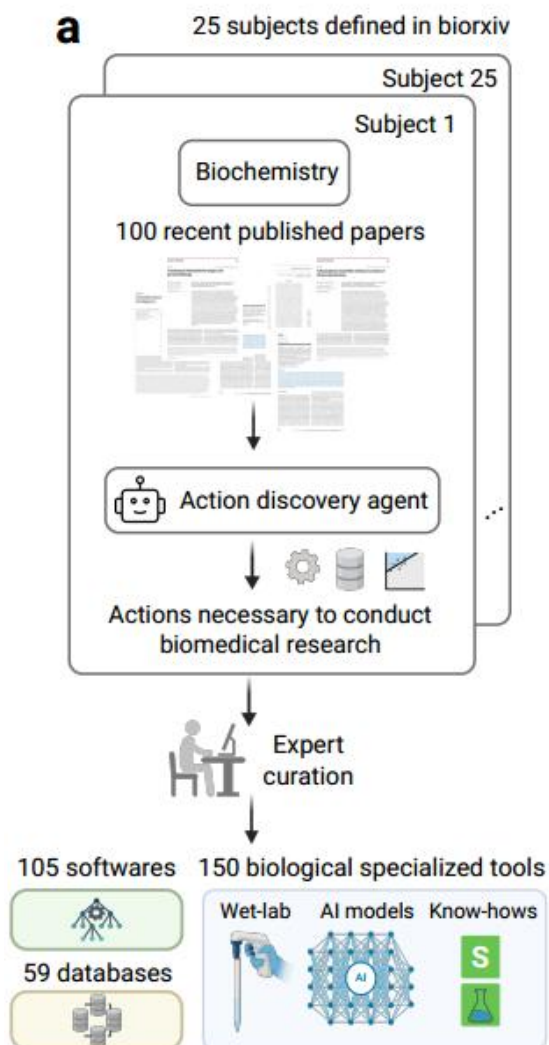 a
25 subjects defined in biorxiv
Subject 25
Subject 1
Biochemistry
100 recent published papers
Action discovery agent
...
Actions necessary to conduct
biomedical research
Expert
curation
105 softwares
150 biological specialized tools
Wet-lab
AI models
Know-hows
AI
S
59 databases